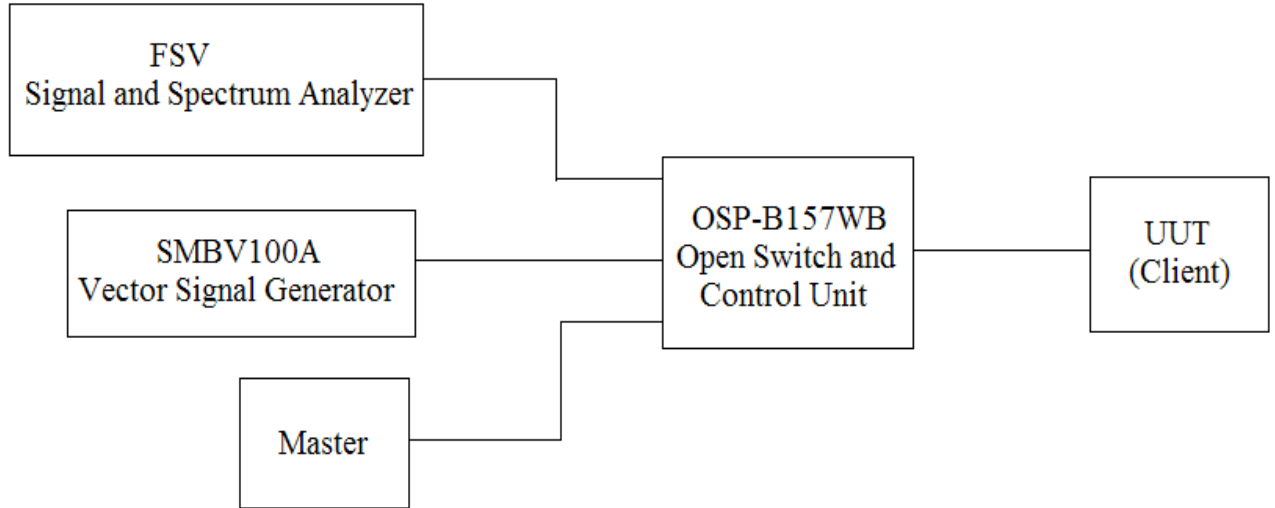 FSV
Signal and Spectrum Analyzer
SMBV100A
Vector Signal Generator
Master
OSP-B157WB
Open Switch and
Control Unit
UUT
(Client)